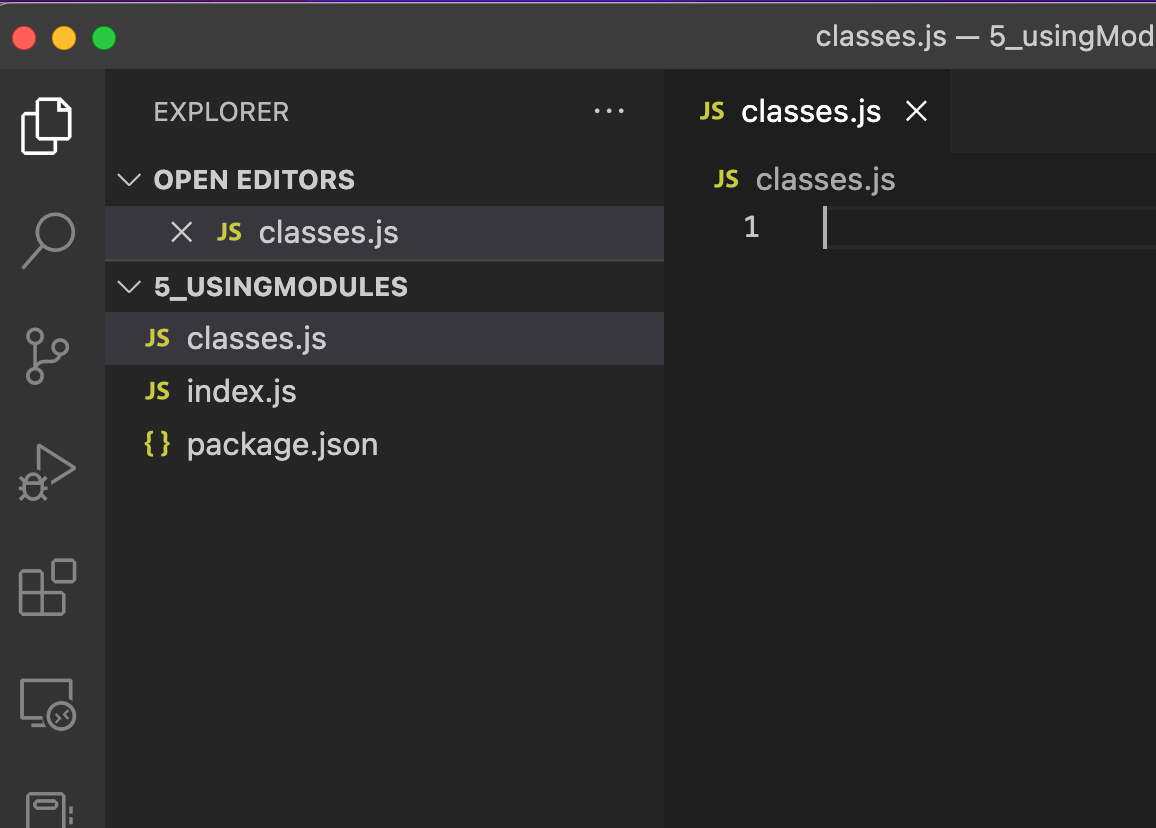 classes.js — 5_usingMod
EXPLORER ...
OPEN EDITORS
JS classes.js
5_USINGMODULES
JS classes.js
JS index.js
{ } package.json
JS classes.js
JS classes.js
1